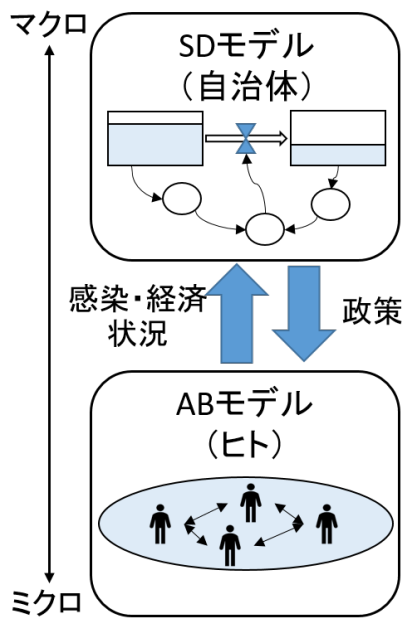 マクロ
SDモデル
（自治体）
感染・経済
状況
政策
ABモデル
（ヒト）
ミクロ